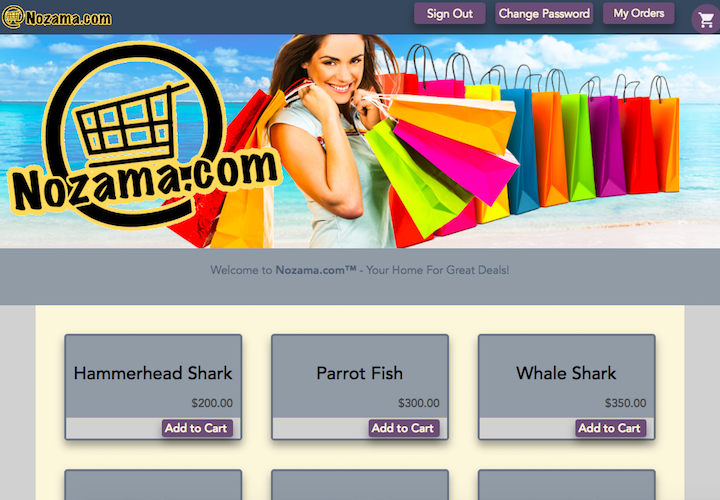 Nozama.com
Sign Out
Change Password
My Orders
Nozama.com
Welcome to Nozama.com™ - Your Home For Great Deals!
Hammerhead Shark
$200.00
Add to Cart
Parrot Fish
$300.00
Add to Cart
Whale Shark
$350.00
Add to Cart